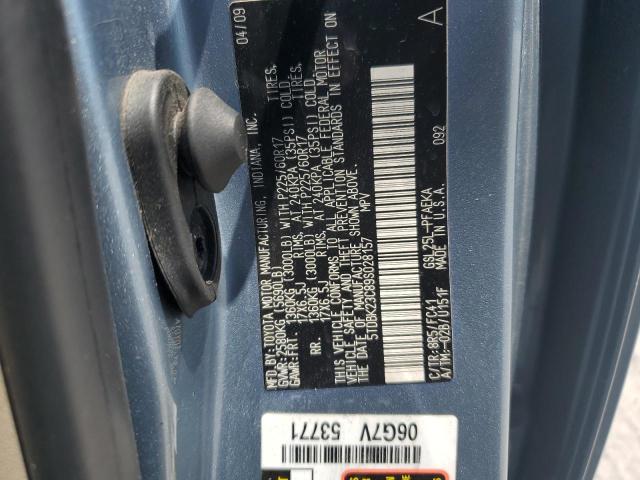 MFD.BY:TOYOTA MOTOR MANUFACTURING, INDIANA, INC. 04/09
GVWR:2580KG( 5690LB)
GAWR:FRT. 1360KG (3000LB) WITH P225/60R17 TIRES,
17X6.5J RIMS, AT 240KPA (35PSI) COLD
RR. 1360KG (3000LB) WITH P225/60R17 TIRES,
17X6.5J RIMS, AT 240KPA (35PSI) COLD
THIS VEHICLE CONFORMS TO ALL APPLICABLE FEDERAL MOTOR
VEHICLE SAFETY AND THEFT PREVENTION STANDARDS IN EFFECT ON
THE DATE OF MANUFACTURE SHOWN ABOVE.
5TDBK23C89S028157 MPV
C/TR:8R5/FC41 GSL25L-PFAEKA
A/TM:-02B/U151F MADE IN U.S.A. 092 A
06G7V 53771